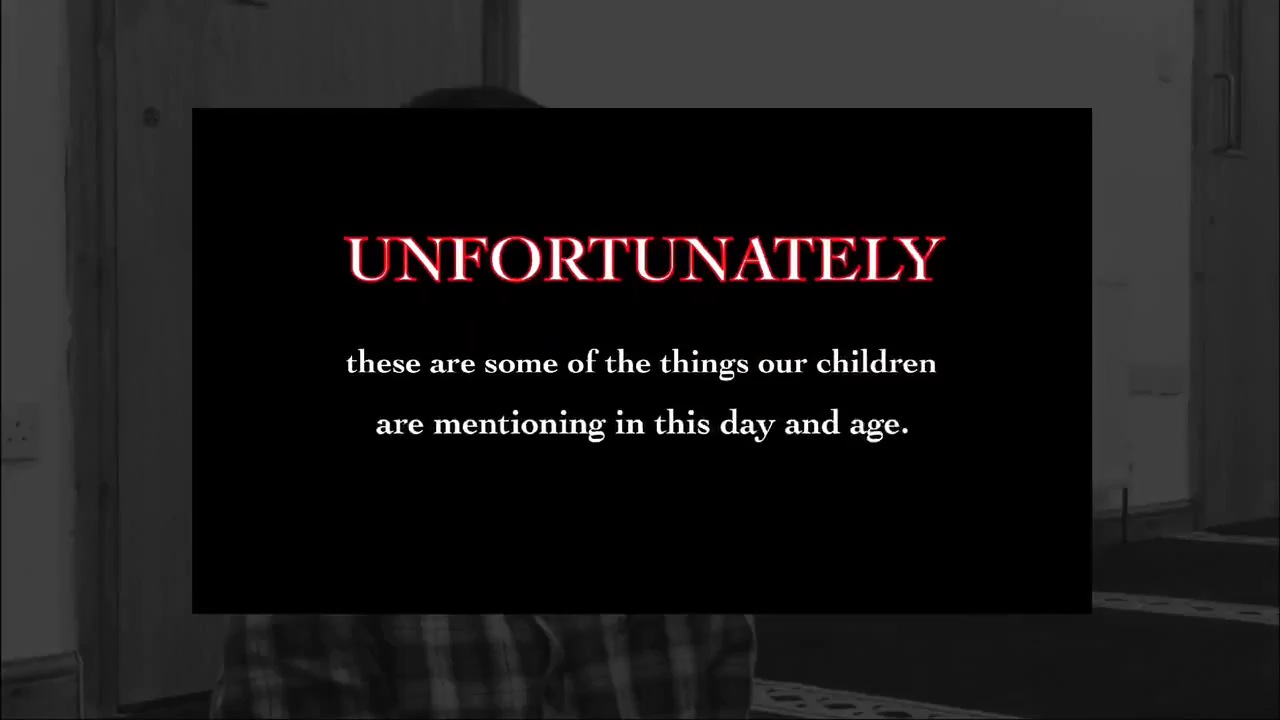 UNFORTUNATELY
these are some of the things our children
are mentioning in this day and age.